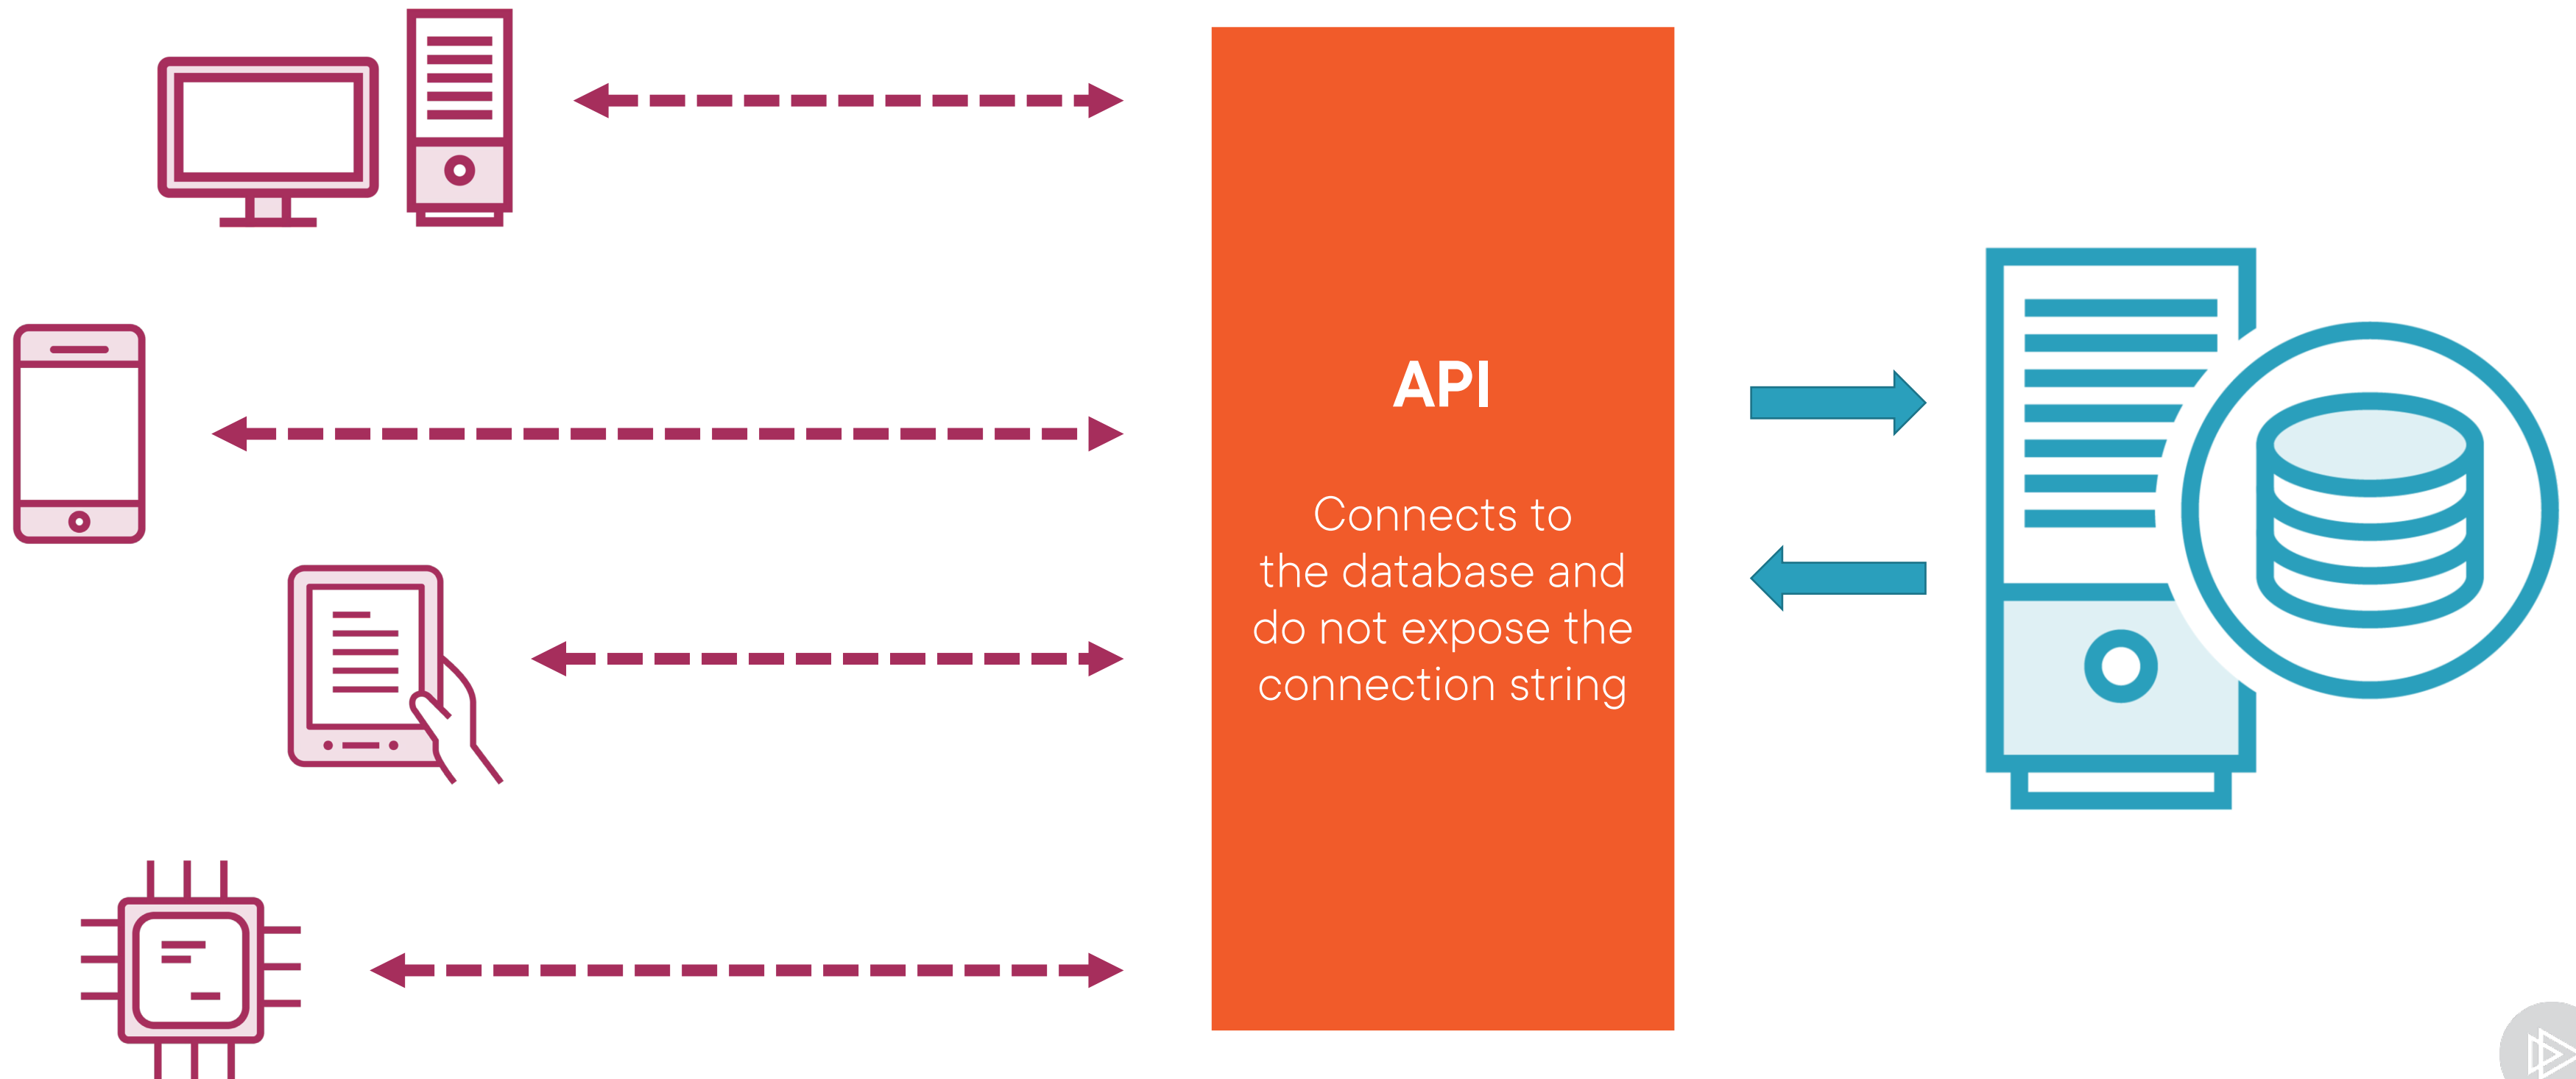 API
Connects to
the database and
do not expose the
connection string